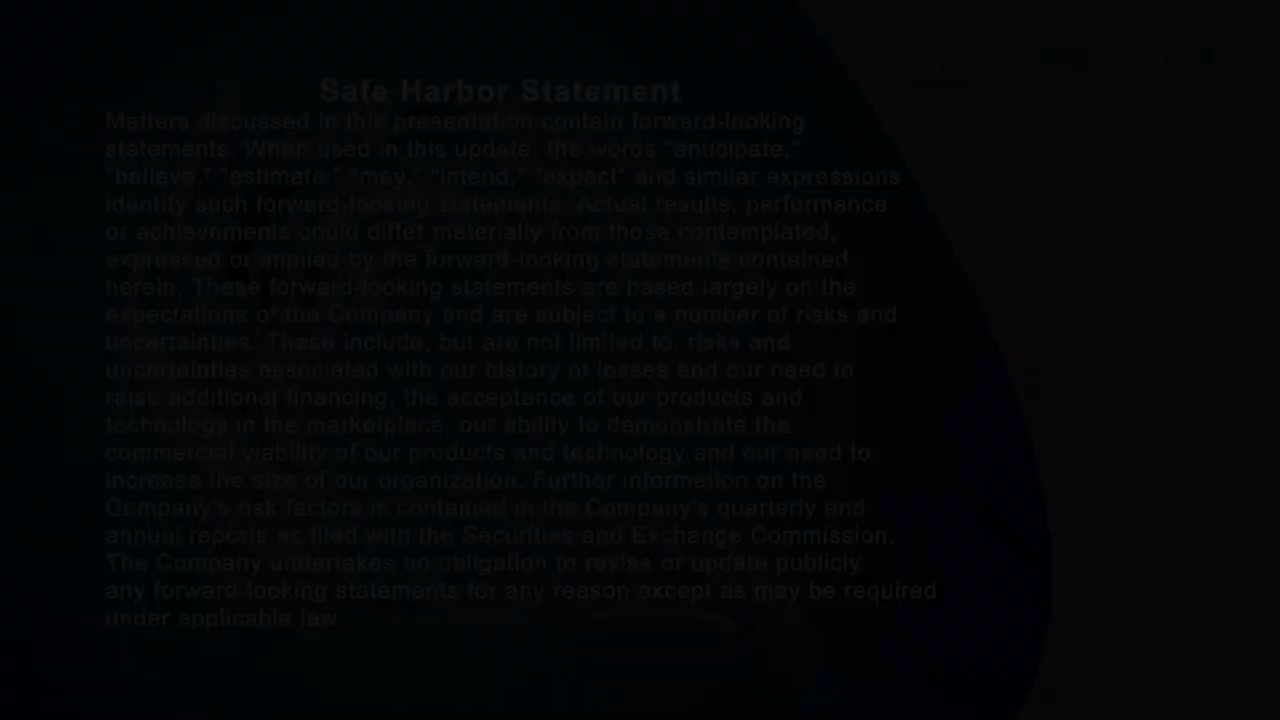 Safe Harbor Statement
Matters discussed in this presentation contain forward-looking
statements. When used in this update, the words "anticipate,"
"believe," "estimate," "may," "intend," "expect" and similar expressions
identify such forward-looking statements. Actual results, performance
or achievements could differ materially from those contemplated,
expressed or implied by the forward-looking statements contained
herein. These forward-looking statements are based largely on the
expectations of the Company and are subject to a number of risks and
uncertainties. These include, but are not limited to, risks and
uncertainties associated with our history of losses and our need to
raise additional financing, the acceptance of our products and
technology in the marketplace, our ability to demonstrate the
commercial viability of our products and technology and our need to
increase the size of our organization. Further information on the
Company's risk factors is contained in the Company's quarterly and
annual reports as filed with the Securities and Exchange Commission.
The Company undertakes no obligation to revise or update publicly
any forward-looking statements for any reason except as may be required
under applicable law.